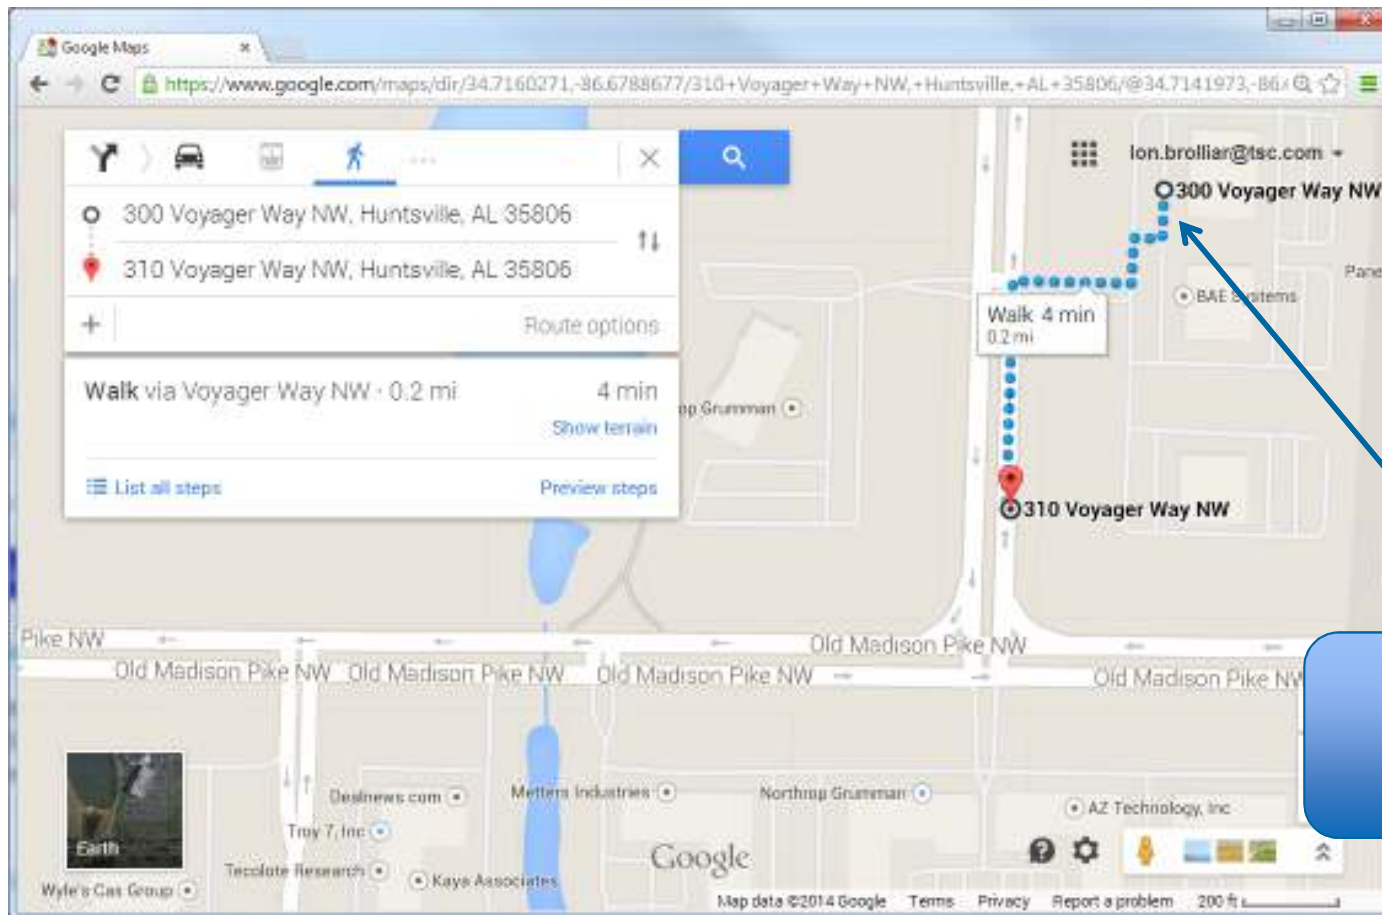 Google Maps
https://www.google.com/maps/dir/34.7160271,-86.6788677/310+Voyager+Way+NW,+Huntsville,+AL+35806/@34.7141973,-86.
lon.brolliar@tsc.com
300 Voyager Way NW, Huntsville, AL 35806
310 Voyager Way NW, Huntsville, AL 35806
Route options
Walk via Voyager Way NW · 0.2 mi 4 min
Show terrain
List all steps Preview steps
300 Voyager Way NW
Pane
BAE Systems
Walk 4 min
0.2 mi
op Grumman
310 Voyager Way NW
Pike NW
Old Madison Pike NW
Old Madison Pike NW Old Madison Pike NW Old Madison Pike NW Old Madison Pike NW
Dealnews.com
Metters Industries
Northrop Grumman
AZ Technology, Inc
Troy 7, Inc
Earth
Tecolote Research
Kaya Associates
Google
Wyle's Cas Group
Map data ©2014 Google Terms Privacy Report a problem 200 ft